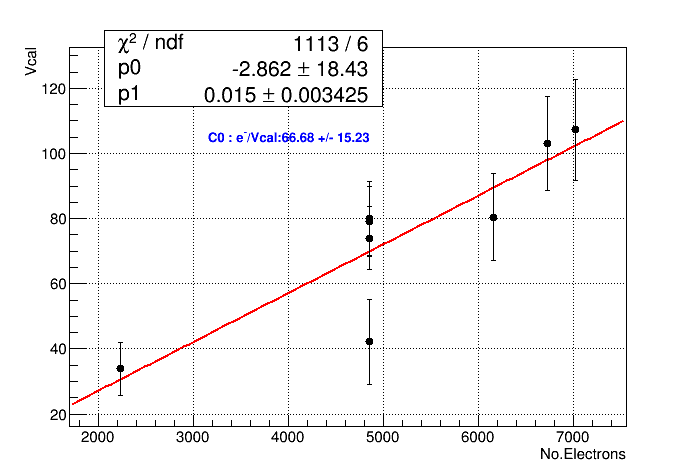 χ² / ndf 1113 / 6
p0 -2.862 ± 18.43
p1 0.015 ± 0.003425
C0 : e⁻/Vcal:66.68 +/- 15.23
Vcal
120
100
80
60
40
20
2000 3000 4000 5000 6000 7000
No.Electrons